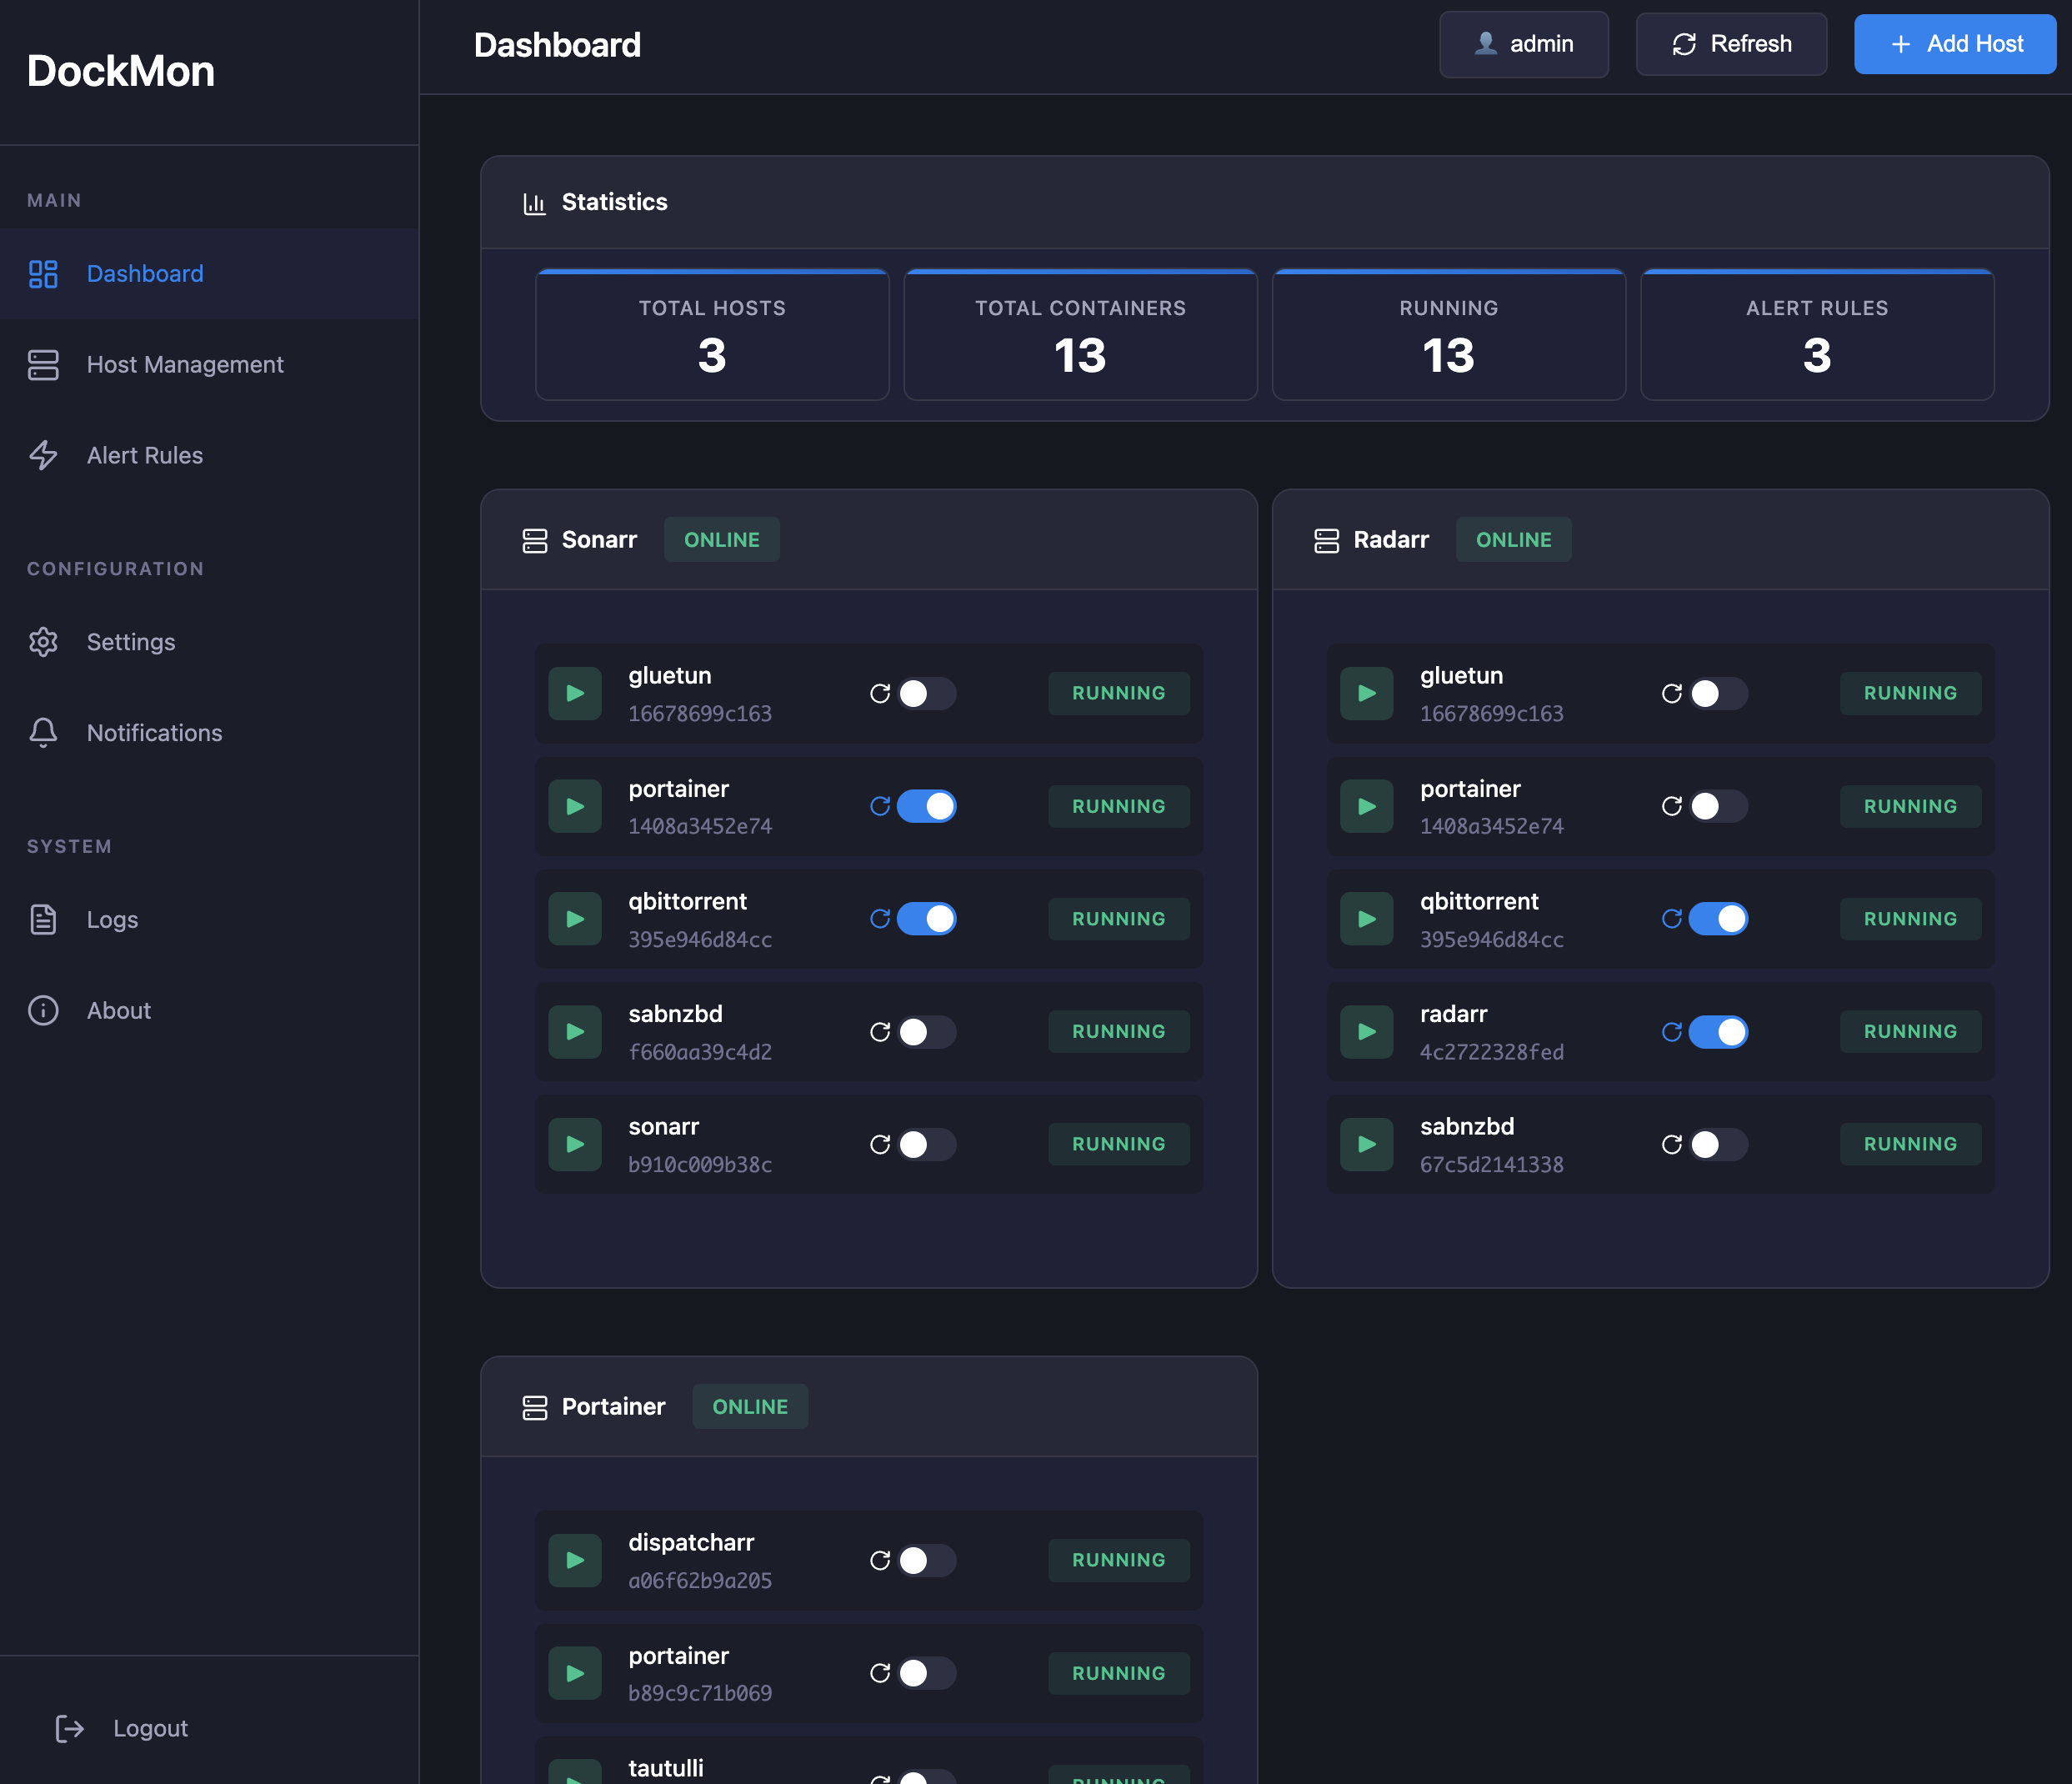 DockMon
MAIN
Dashboard
Host Management
Alert Rules
CONFIGURATION
Settings
Notifications
SYSTEM
Logs
About
Logout
Dashboard
admin
Refresh
+ Add Host
Statistics
TOTAL HOSTS
3
TOTAL CONTAINERS
13
RUNNING
13
ALERT RULES
3
Sonarr ONLINE
gluetun
16678699c163
RUNNING
portainer
1408a3452e74
RUNNING
qbittorrent
395e946d84cc
RUNNING
sabnzbd
f660aa39c4d2
RUNNING
sonarr
b910c009b38c
RUNNING
Radarr ONLINE
gluetun
16678699c163
RUNNING
portainer
1408a3452e74
RUNNING
qbittorrent
395e946d84cc
RUNNING
radarr
4c2722328fed
RUNNING
sabnzbd
67c5d2141338
RUNNING
Portainer ONLINE
dispatcharr
a06f62b9a205
RUNNING
portainer
b89c9c71b069
RUNNING
tautulli
RUNNING